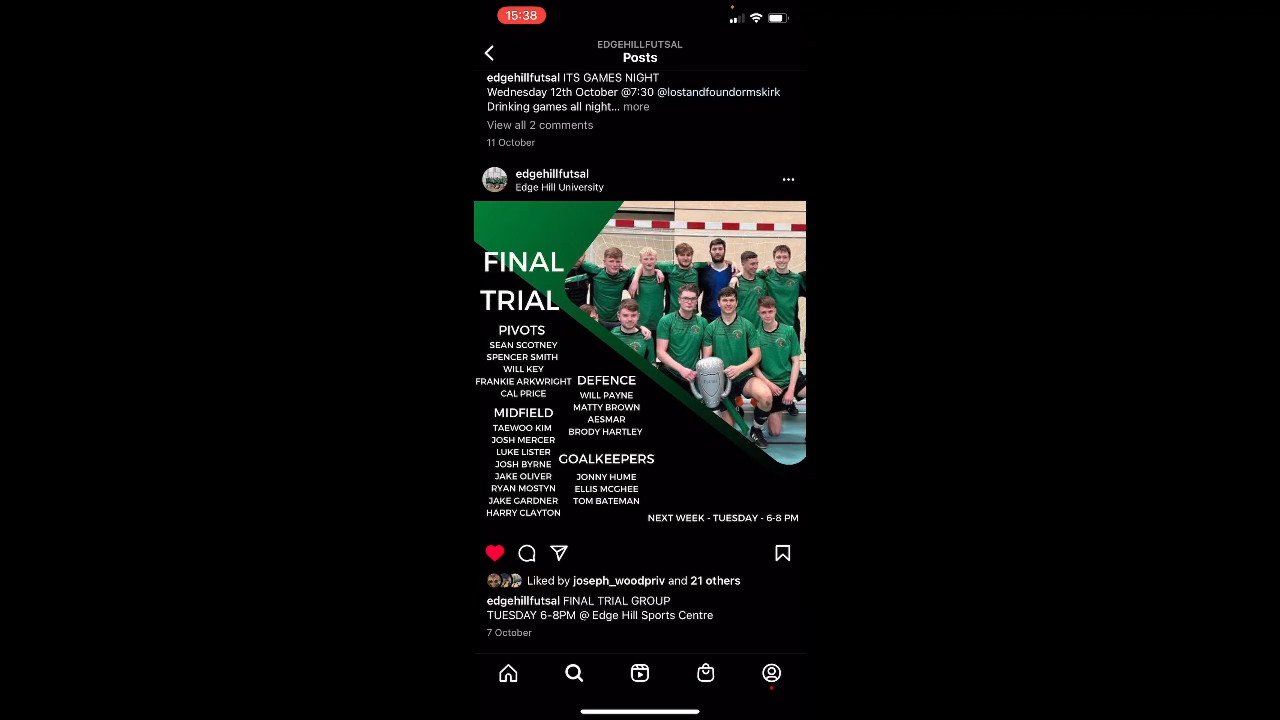 15:38
EDGEHILLFUTSAL
Posts
edgehillfutsal ITS GAMES NIGHT
Wednesday 12th October @7:30 @lostandfoundormskirk
Drinking games all night... more
View all 2 comments
11 October
edgehillfutsal
Edge Hill University
FINAL
TRIAL
PIVOTS
SEAN SCOTNEY
SPENCER SMITH
WILL KEY
FRANKIE ARKWRIGHT
CAL PRICE
MIDFIELD
TAEWOO KIM
JOSH MERCER
LUKE LISTER
JOSH BYRNE
JAKE OLIVER
RYAN MOSTYN
JAKE GARDNER
HARRY CLAYTON
DEFENCE
WILL PAYNE
MATTY BROWN
AESMAR
BRODY HARTLEY
GOALKEEPERS
JONNY HUME
ELLIS MCGHEE
TOM BATEMAN
NEXT WEEK - TUESDAY - 6-8 PM
Liked by joseph_woodpriv and 21 others
edgehillfutsal FINAL TRIAL GROUP
TUESDAY 6-8PM @ Edge Hill Sports Centre
7 October